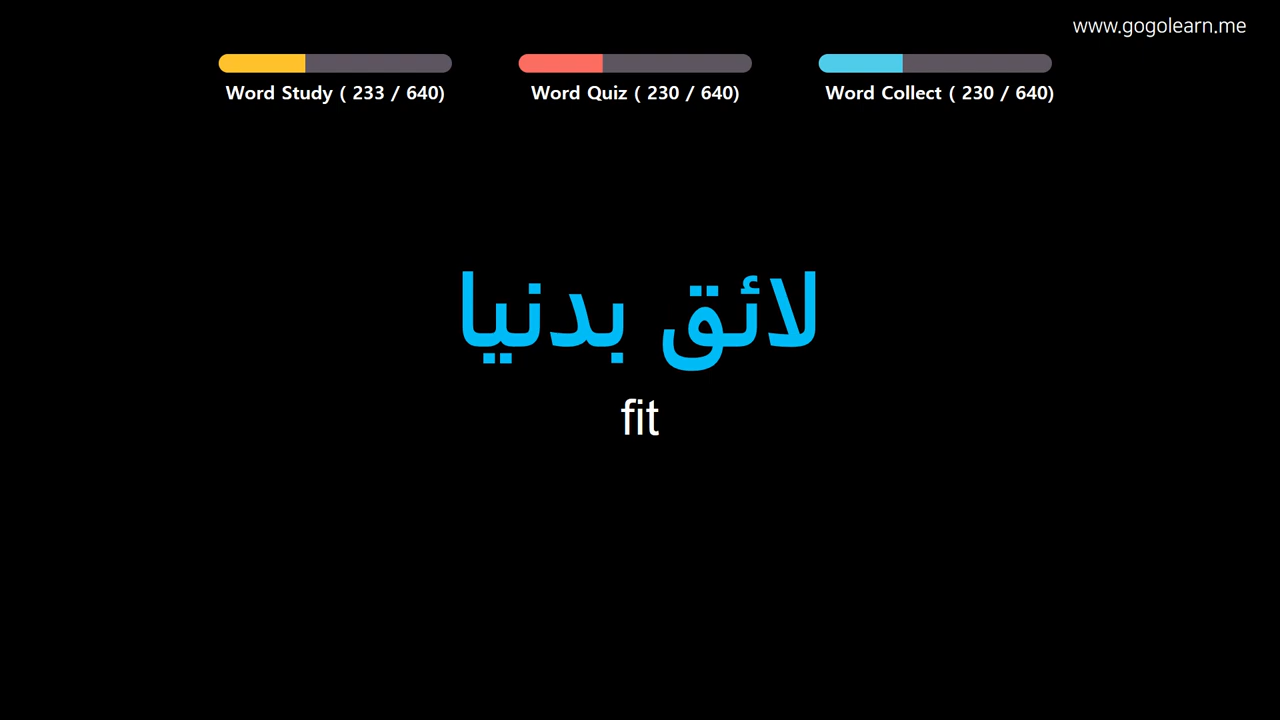 www.gogolearn.me
Word Study ( 233 / 640)
Word Quiz ( 230 / 640)
Word Collect ( 230 / 640)
لائق بدنيا
fit